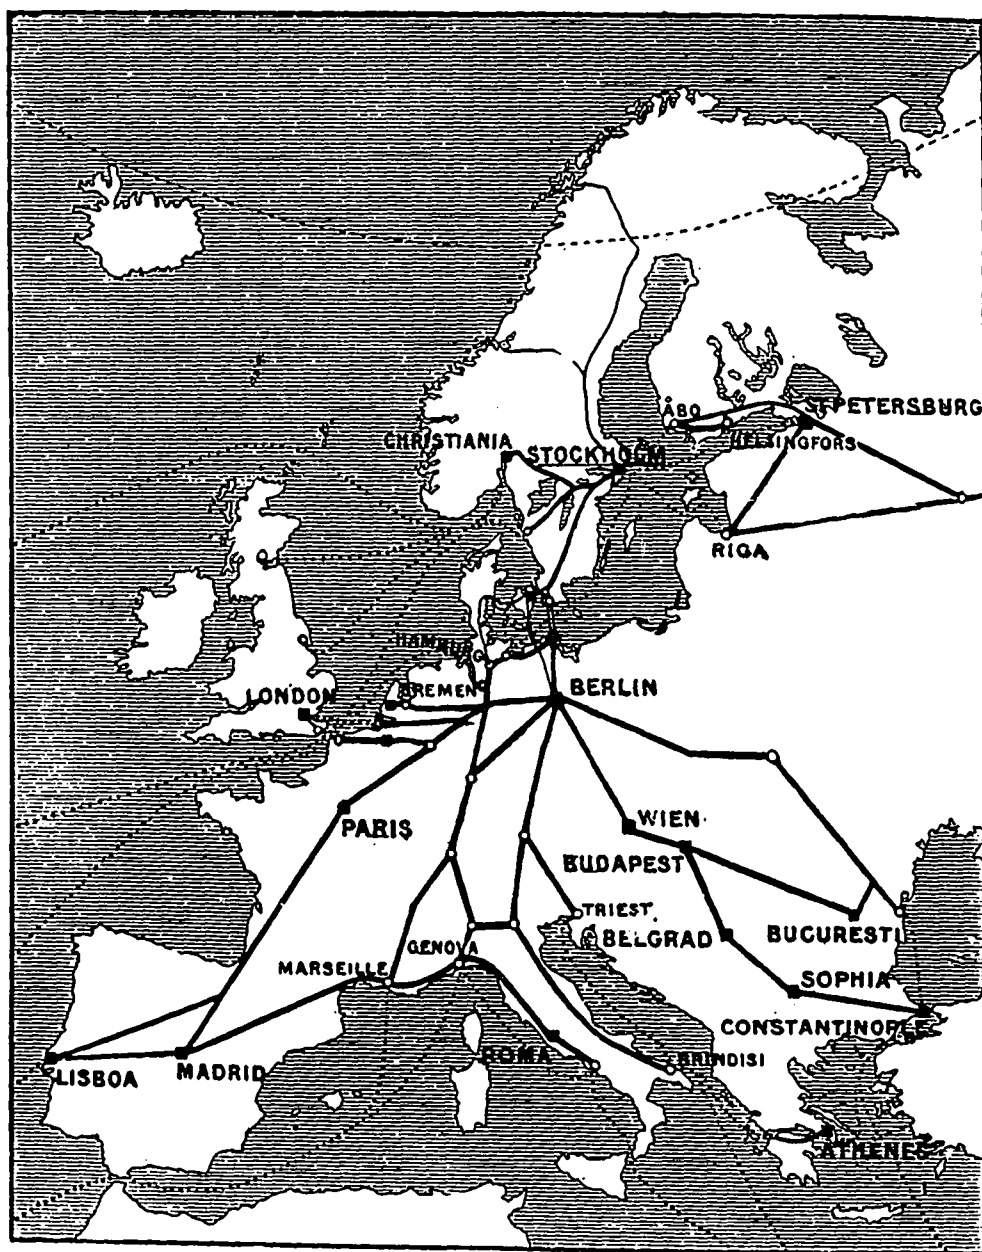 ÅBO
ST PETERSBURG
HELSINGFORS
CHRISTIANIA
STOCKHOLM
RIGA
HAMBURG
BREMEN
BERLIN
LONDON
PARIS
WIEN
BUDAPEST
TRIEST.
BELGRAD
BUCURESTI
GENOVA
MARSEILLE
SOPHIA
CONSTANTINOPLE
ROMA
BRINDISI
LISBOA
MADRID
ATHENES